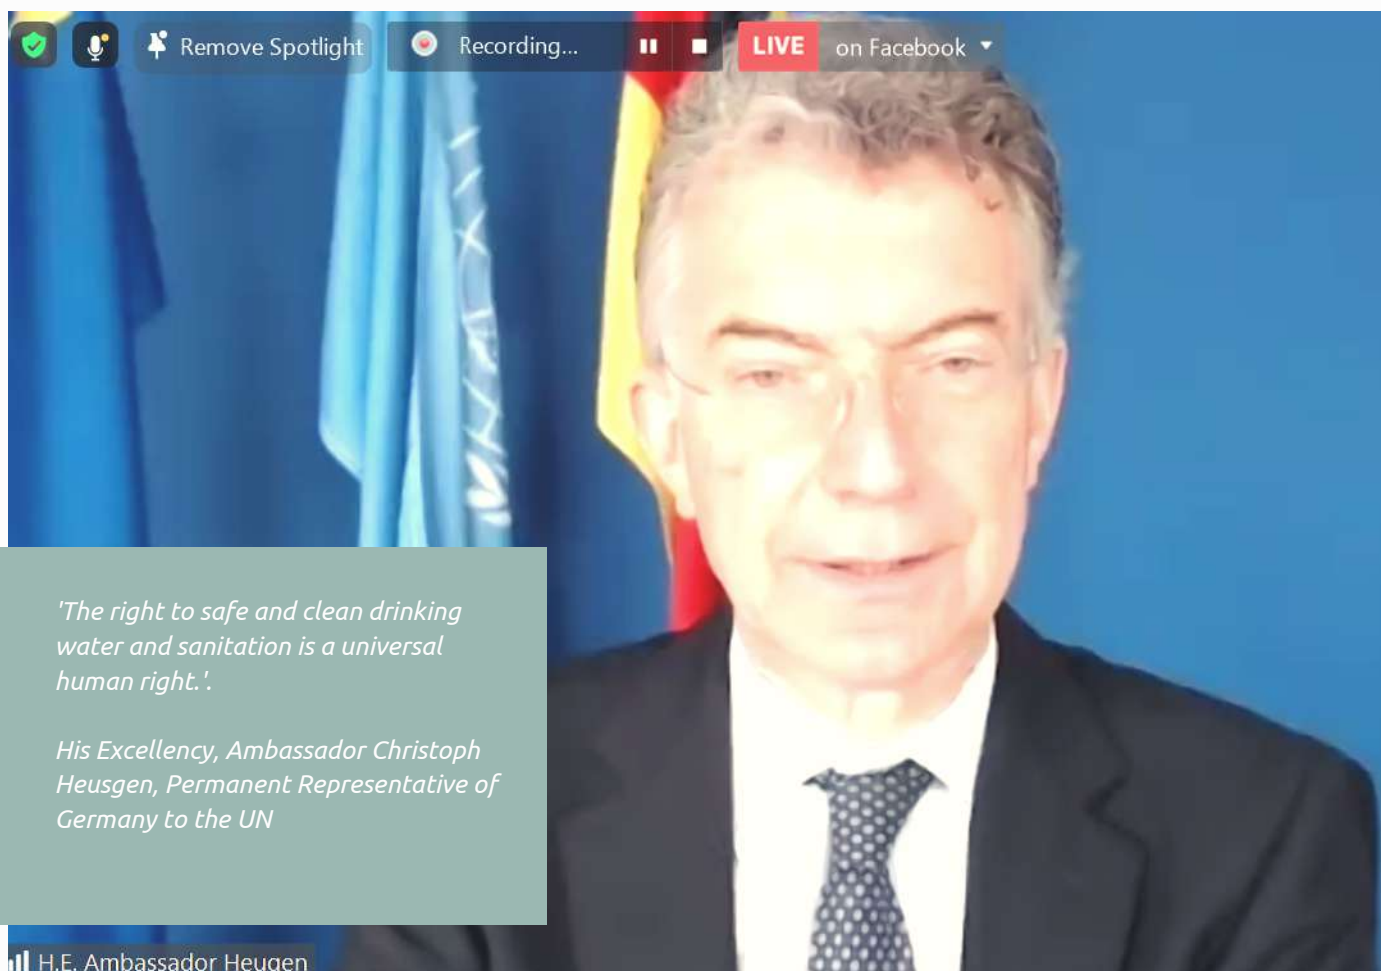 Remove Spotlight
Recording...
LIVE
on Facebook
'The right to safe and clean drinking
water and sanitation is a universal
human right.'.
His Excellency, Ambassador Christoph
Heusgen, Permanent Representative of
Germany to the UN
H.E. Ambassador Heugen